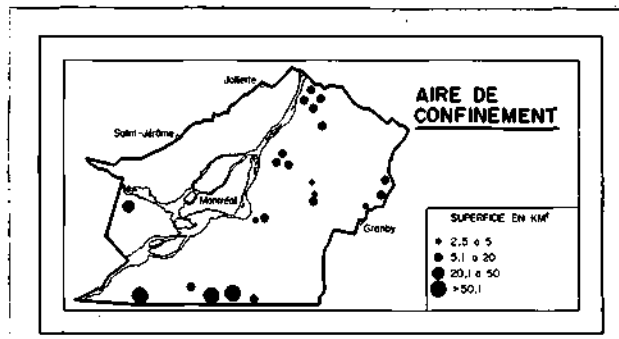 Joliette
AIRE DE
CONFINEMENT
Saint-Jérôme
Montréal
Granby
SUPERFICE EN KM²
2,5 à 5
5,1 à 20
20,1 à 50
>50,1